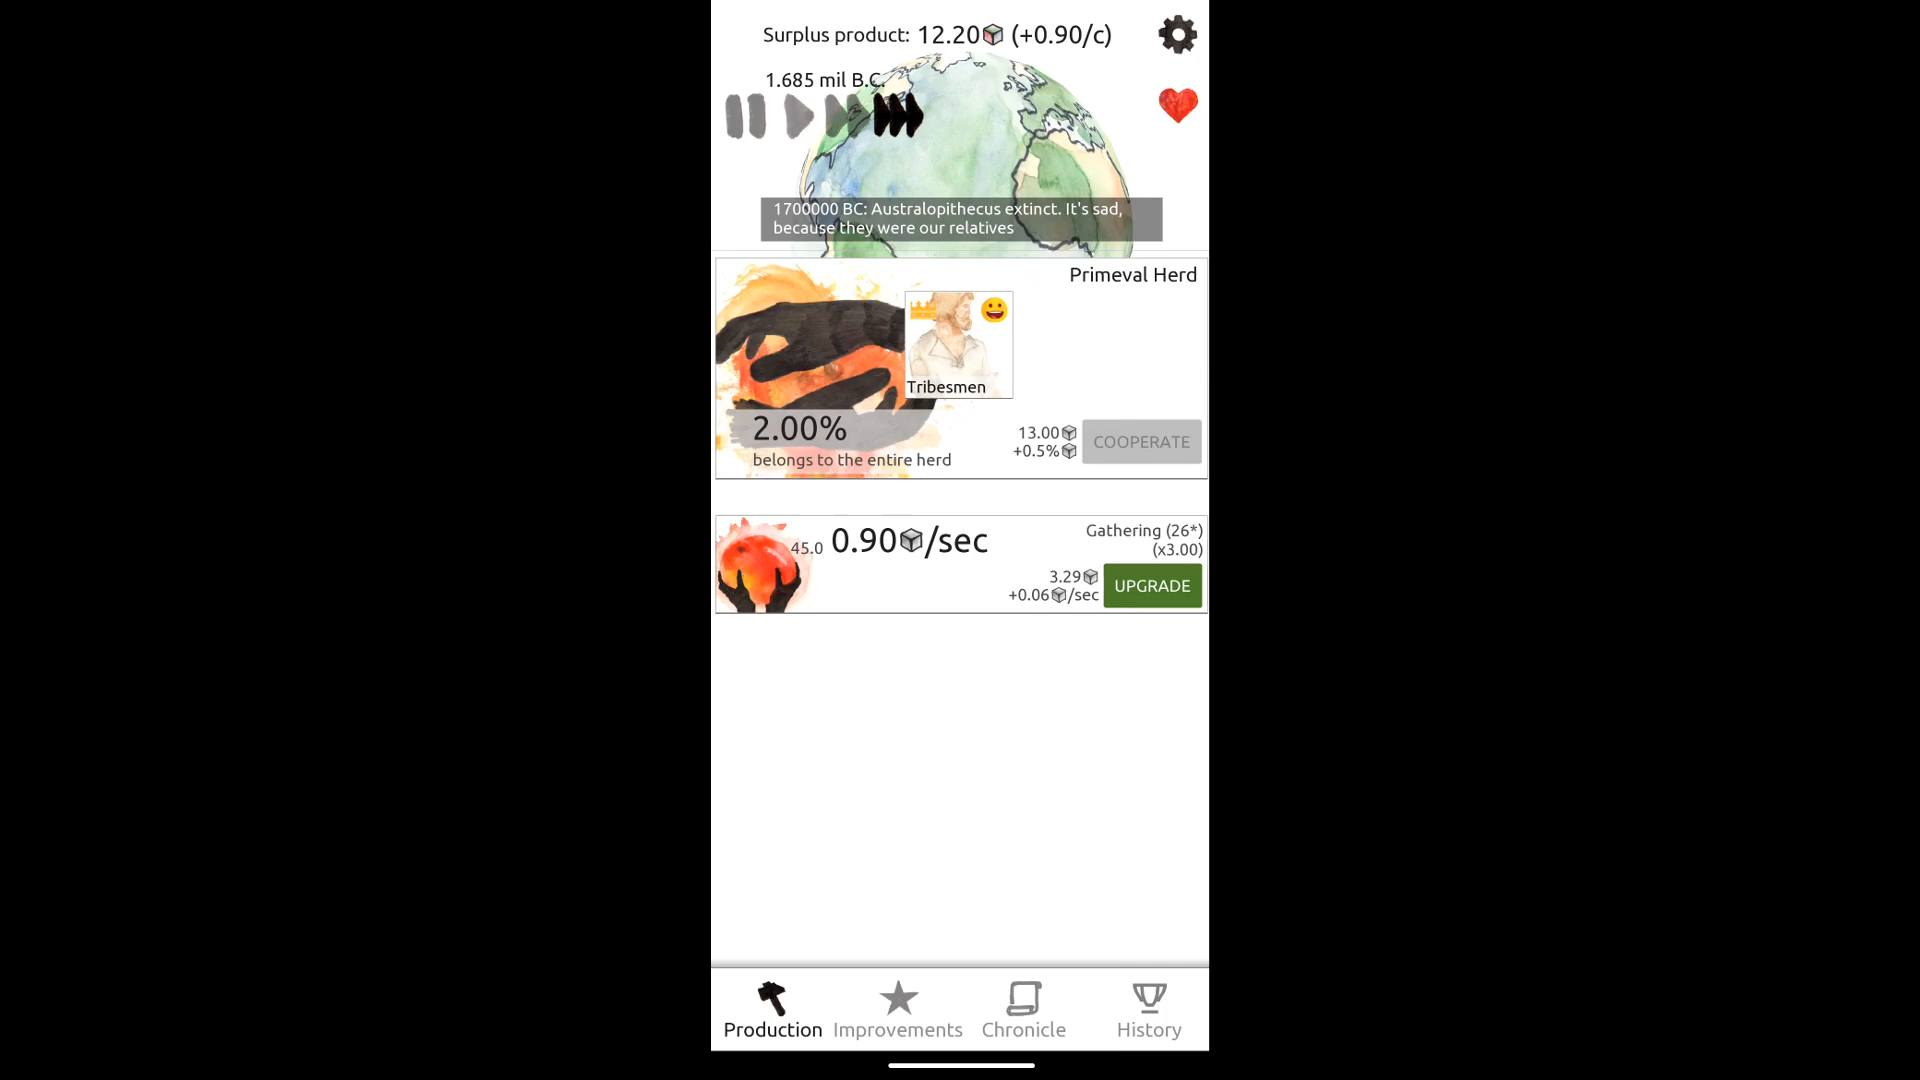 Surplus product: 12.20 (+0.90/c)
1.685 mil B.C.
1700000 BC: Australopithecus extinct. It's sad,
because they were our relatives
Primeval Herd
Tribesmen
2.00%
belongs to the entire herd
13.00
+0.5%
COOPERATE
45.0
0.90/sec
Gathering (26*)
(x3.00)
3.29
+0.06/sec
UPGRADE
Production
Improvements
Chronicle
History